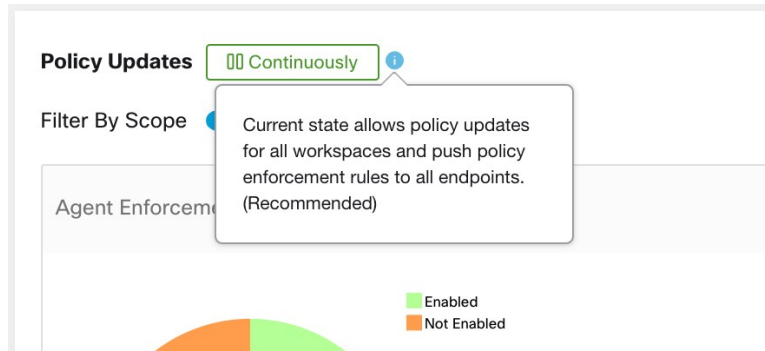 Policy Updates Continuously
Filter By Scope
Current state allows policy updates
for all workspaces and push policy
enforcement rules to all endpoints.
(Recommended)
Agent
Enabled
Not Enabled